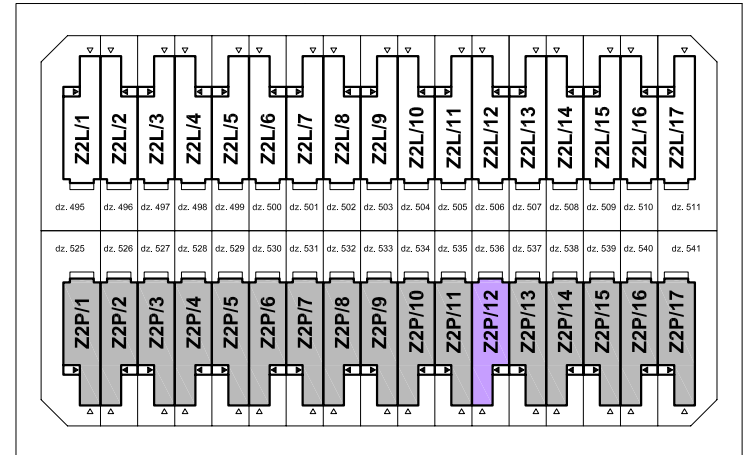 Z2L/1 Z2L/2 Z2L/3 Z2L/4 Z2L/5 Z2L/6 Z2L/7 Z2L/8 Z2L/9 Z2L/10 Z2L/11 Z2L/12 Z2L/13 Z2L/14 Z2L/15 Z2L/16 Z2L/17
dz. 495 dz. 496 dz. 497 dz. 498 dz. 499 dz. 500 dz. 501 dz. 502 dz. 503 dz. 504 dz. 505 dz. 506 dz. 507 dz. 508 dz. 509 dz. 510 dz. 511
dz. 525 dz. 526 dz. 527 dz. 528 dz. 529 dz. 530 dz. 531 dz. 532 dz. 533 dz. 534 dz. 535 dz. 536 dz. 537 dz. 538 dz. 539 dz. 540 dz. 541
Z2P/1 Z2P/2 Z2P/3 Z2P/4 Z2P/5 Z2P/6 Z2P/7 Z2P/8 Z2P/9 Z2P/10 Z2P/11 Z2P/12 Z2P/13 Z2P/14 Z2P/15 Z2P/16 Z2P/17